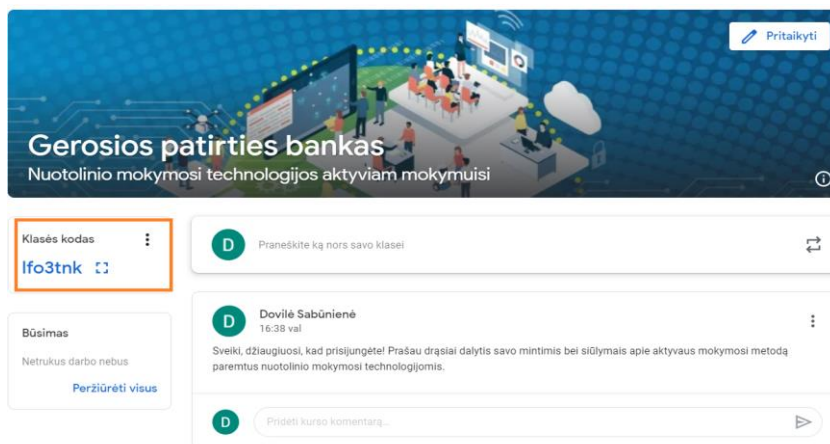 Pritaikyti
Gerosios patirties bankas
Nuotolinio mokymosi technologijos aktyviam mokymuisi
Klasės kodas
lfo3tnk
Praneškite ką nors savo klasei
Būsimas
Netrukus darbo nebus
Peržiūrėti visus
D
Dovilė Sabūnienė
16:38 val
Sveiki, džiaugiuosi, kad prisijungėte! Prašau drąsiai dalytis savo mintimis bei siūlymais apie aktyvaus mokymosi metodą
paremtus nuotolinio mokymosi technologijomis.
D
Pridėti kurso komentarą...